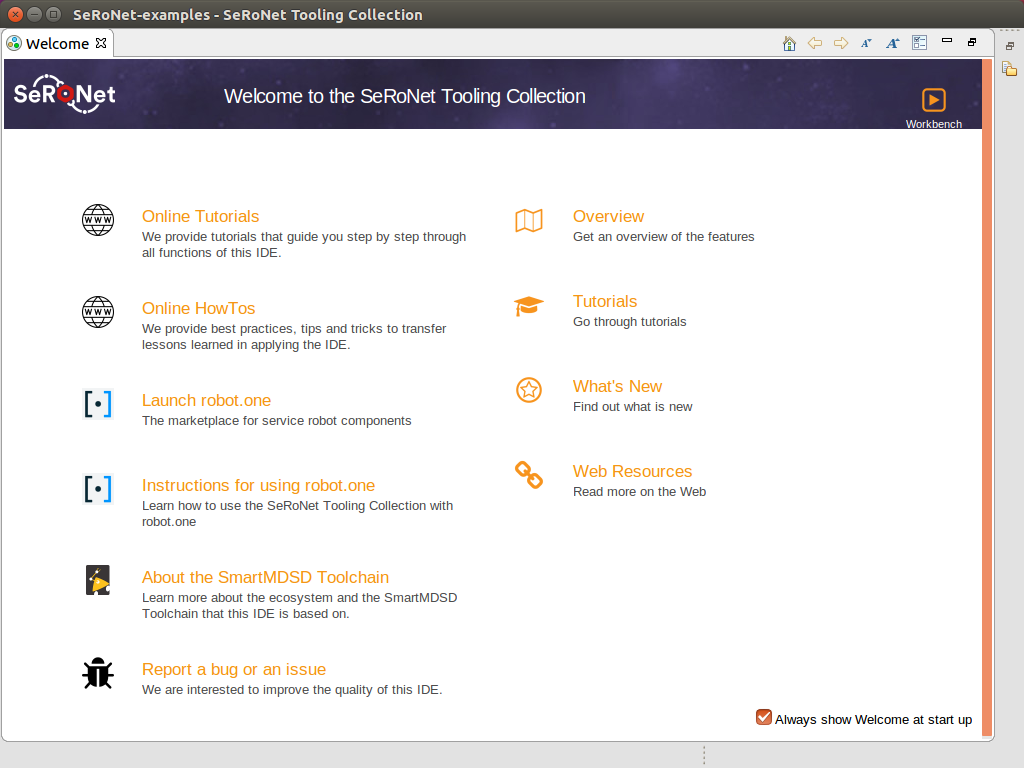 SeRoNet-examples - SeRoNet Tooling Collection
Welcome
SeRoNet
Welcome to the SeRoNet Tooling Collection
Workbench
Online Tutorials
We provide tutorials that guide you step by step through
all functions of this IDE.
Online HowTos
We provide best practices, tips and tricks to transfer
lessons learned in applying the IDE.
Launch robot.one
The marketplace for service robot components
Instructions for using robot.one
Learn how to use the SeRoNet Tooling Collection with
robot.one
About the SmartMDSD Toolchain
Learn more about the ecosystem and the SmartMDSD
Toolchain that this IDE is based on.
Report a bug or an issue
We are interested to improve the quality of this IDE.
Overview
Get an overview of the features
Tutorials
Go through tutorials
What's New
Find out what is new
Web Resources
Read more on the Web
Always show Welcome at start up